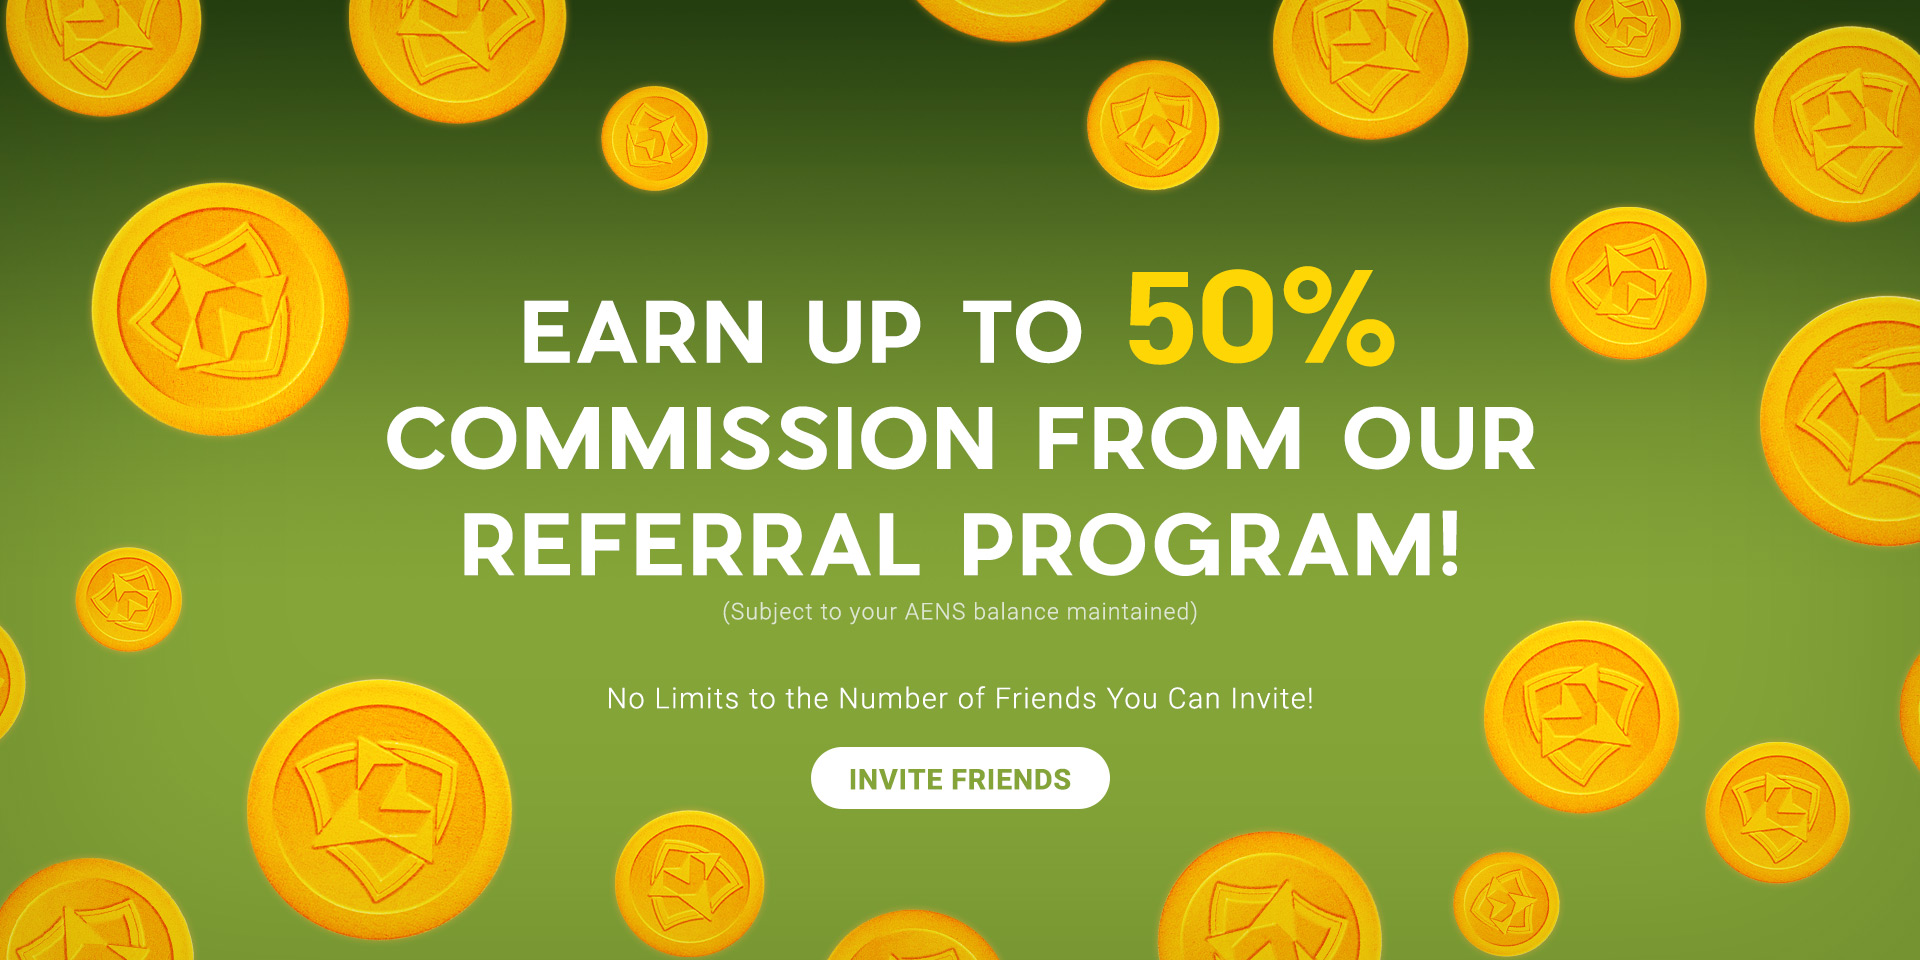 EARN UP TO 50%
COMMISSION FROM OUR
REFERRAL PROGRAM!
(Subject to your AENS balance maintained)
No Limits to the Number of Friends You Can Invite!
INVITE FRIENDS